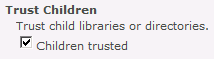 Trust Children
Trust child libraries or directories.
Children trusted